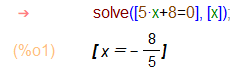 → solve([5·x+8=0], [x]);
(%o1) [x=-8/5]